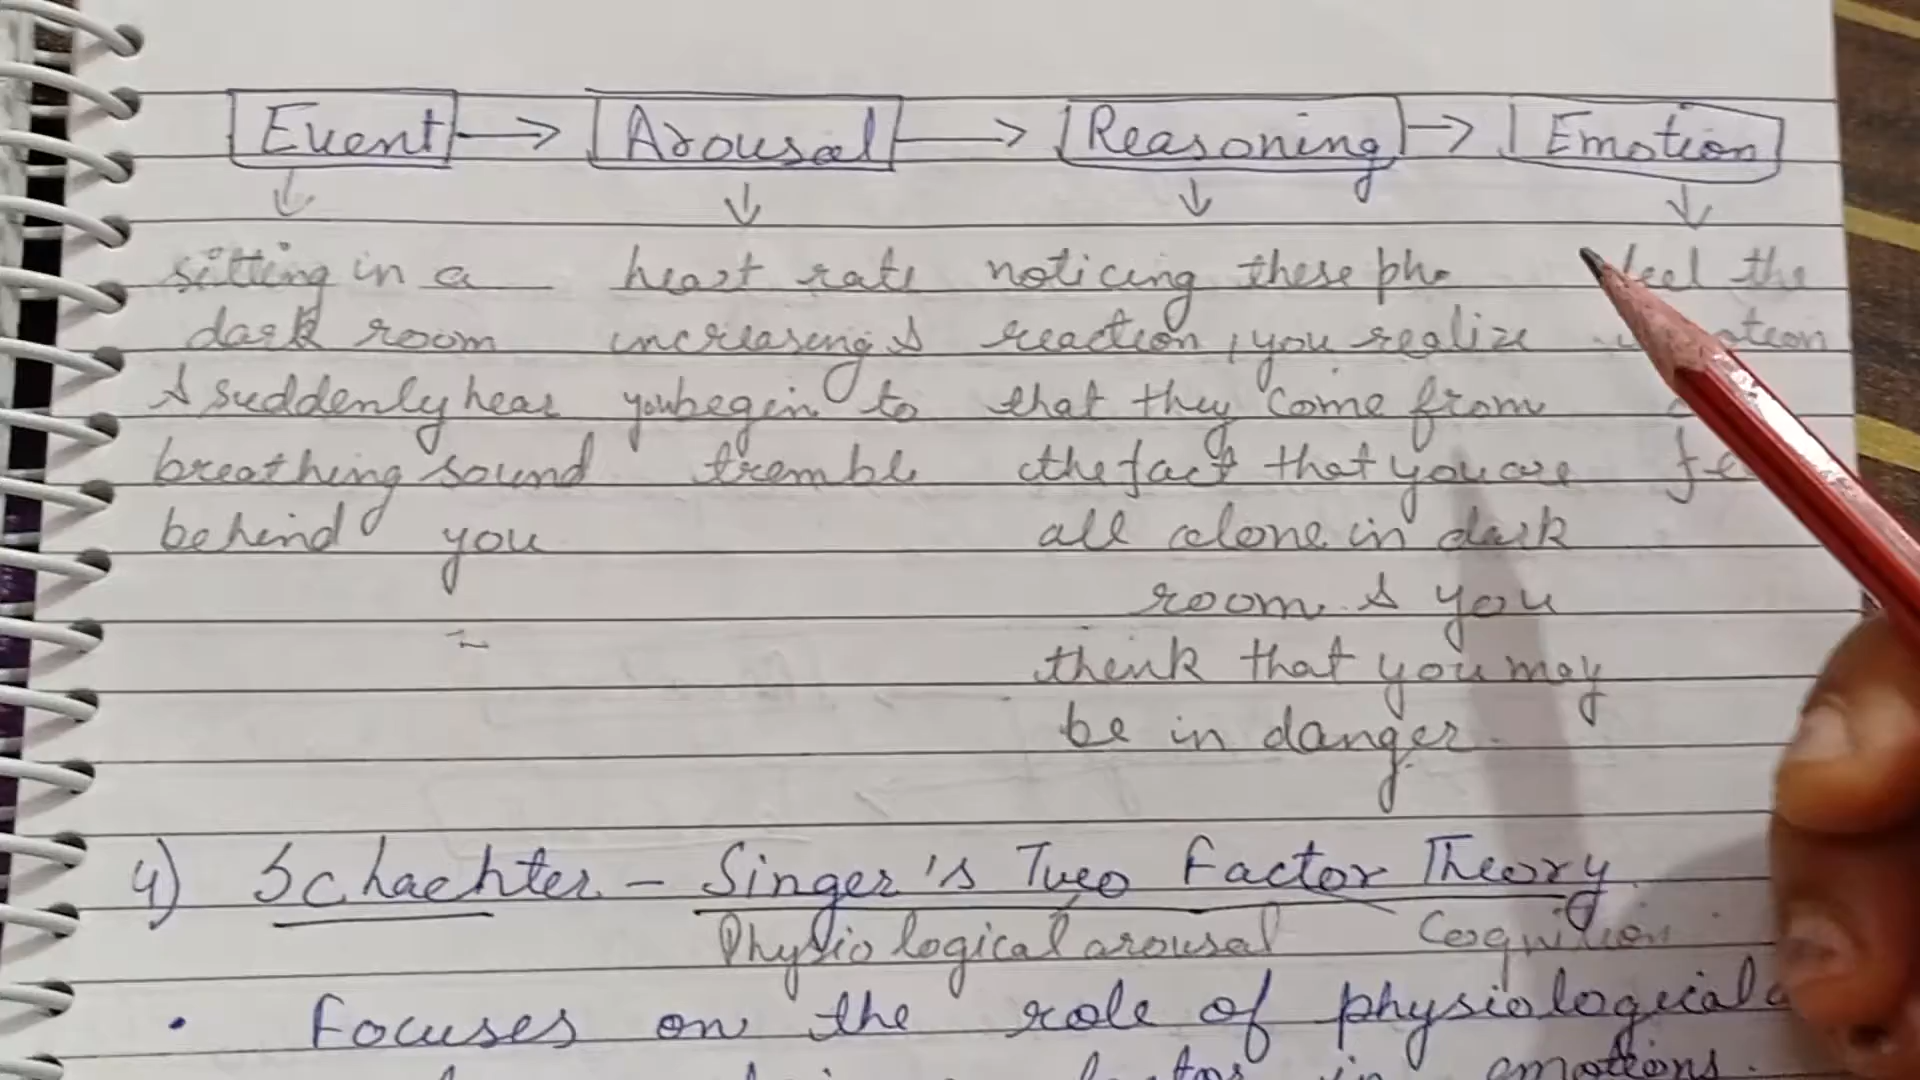 Event → Arousal → Reasoning → Emotion
sitting in a
dark room
& suddenly hear
breathing sound
behind you
heart rate
increasing &
you begin to
tremble
noticing these
reaction, you realize
that they come from
the fact that you are
all alone in dark
room & you
think that you may
be in danger.
feel the
4) Schachter - Singer's Two Factor Theory
Physiological arousal Cognition
• Focuses on the role of physiological
in emotions.